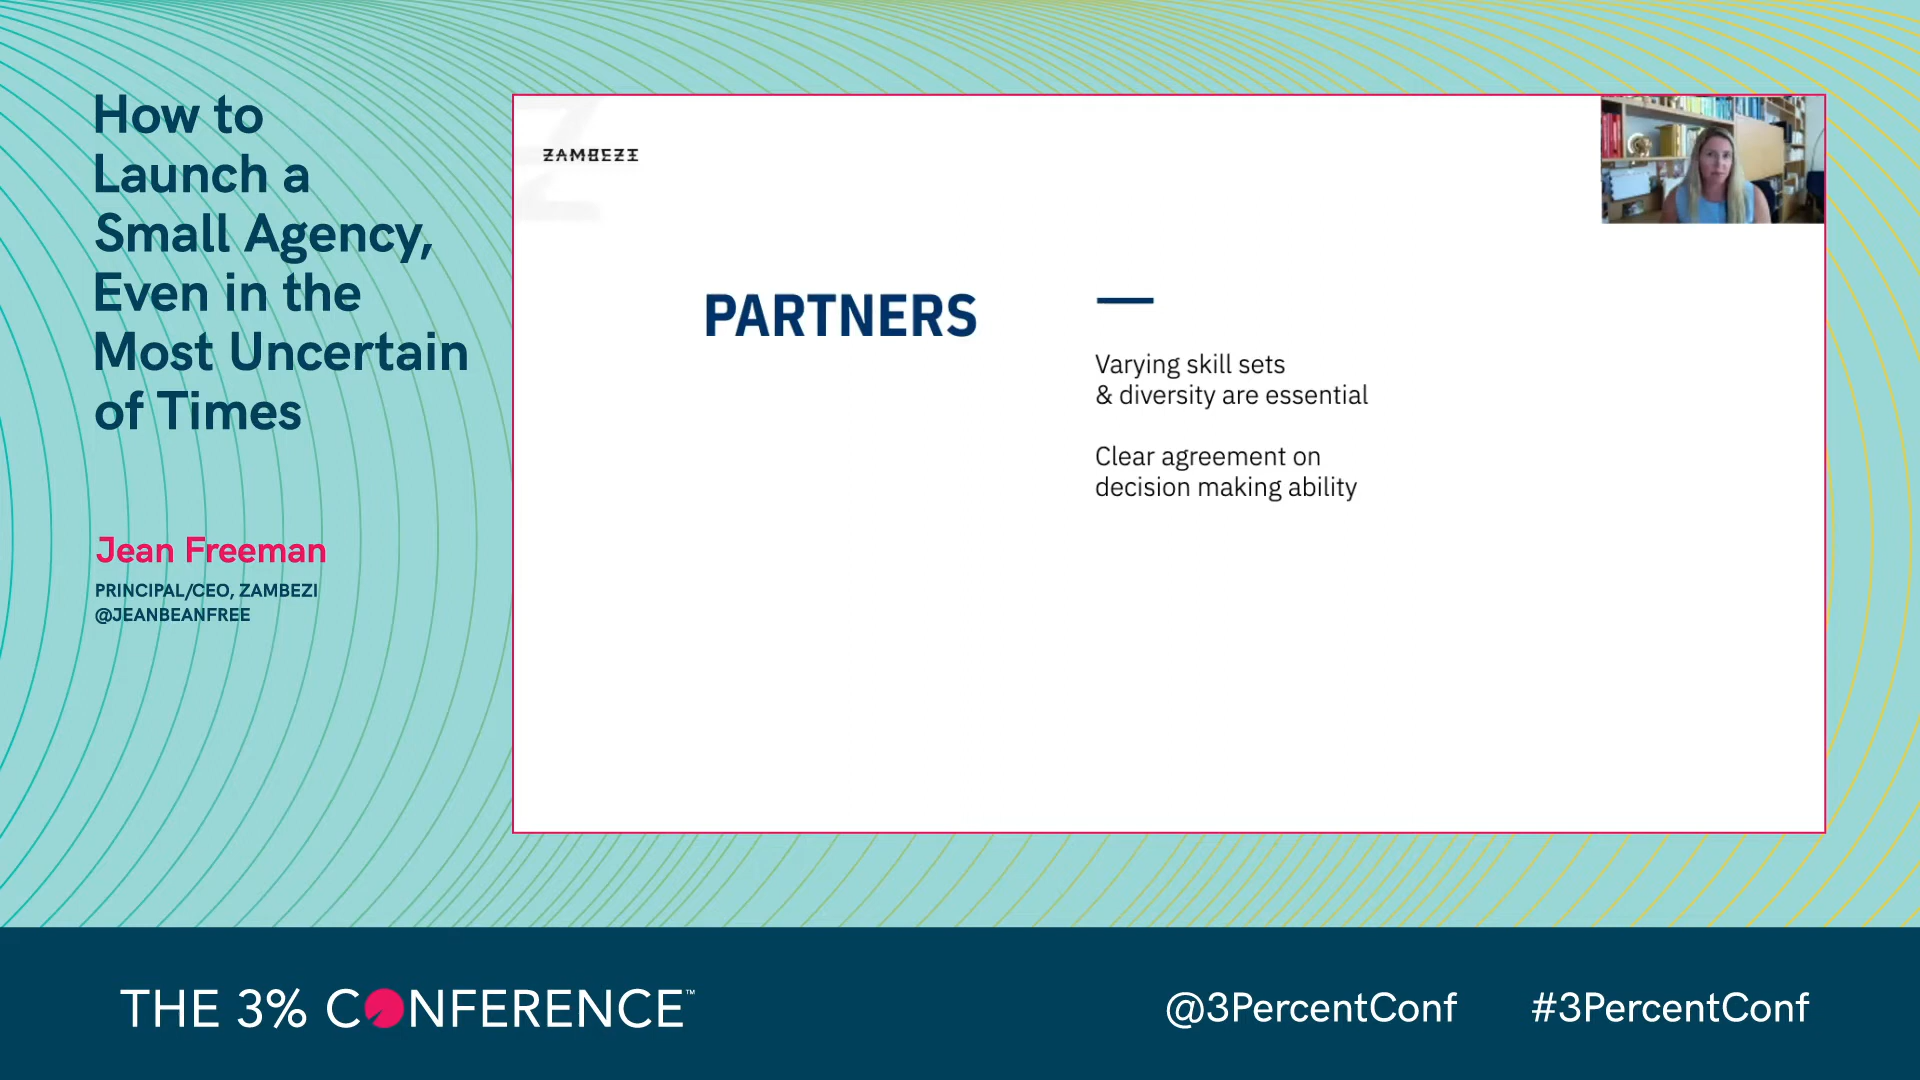 How to
Launch a
Small Agency,
Even in the
Most Uncertain
of Times
Jean Freeman
PRINCIPAL/CEO, ZAMBEZI
@JEANBEANFREE
ZAMBEZI
PARTNERS
Varying skill sets
& diversity are essential
Clear agreement on
decision making ability
THE 3% CONFERENCE™
@3PercentConf
#3PercentConf